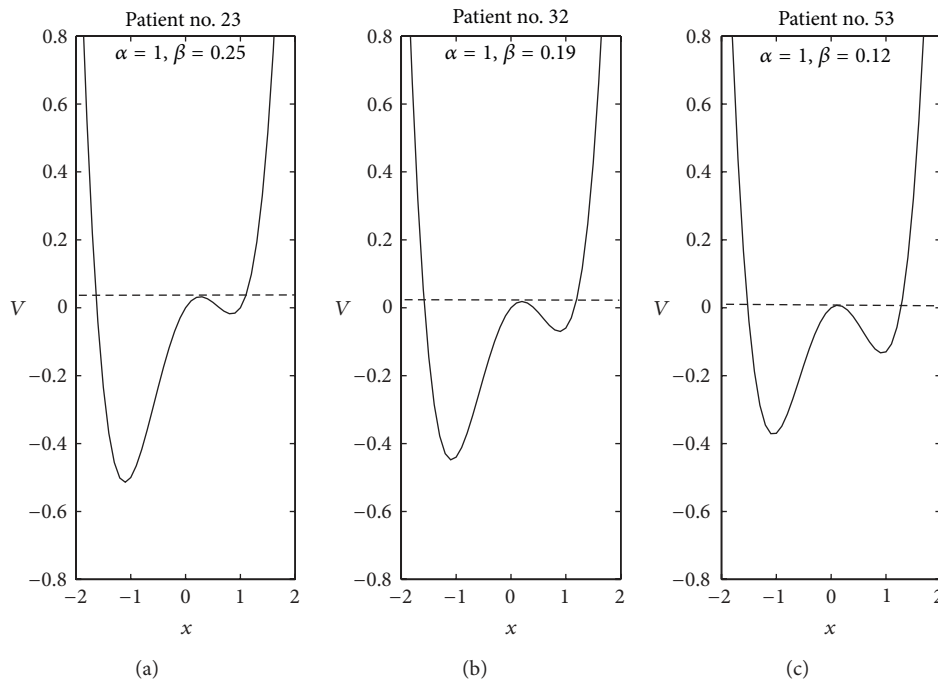 Patient no. 23
α = 1, β = 0.25
0.8
0.6
0.4
0.2
0
−0.2
−0.4
−0.6
−0.8
V
−2
−1
0
1
2
x
(a)
Patient no. 32
α = 1, β = 0.19
0.8
0.6
0.4
0.2
0
−0.2
−0.4
−0.6
−0.8
V
−2
−1
0
1
2
x
(b)
Patient no. 53
α = 1, β = 0.12
0.8
0.6
0.4
0.2
0
−0.2
−0.4
−0.6
−0.8
V
−2
−1
0
1
2
x
(c)